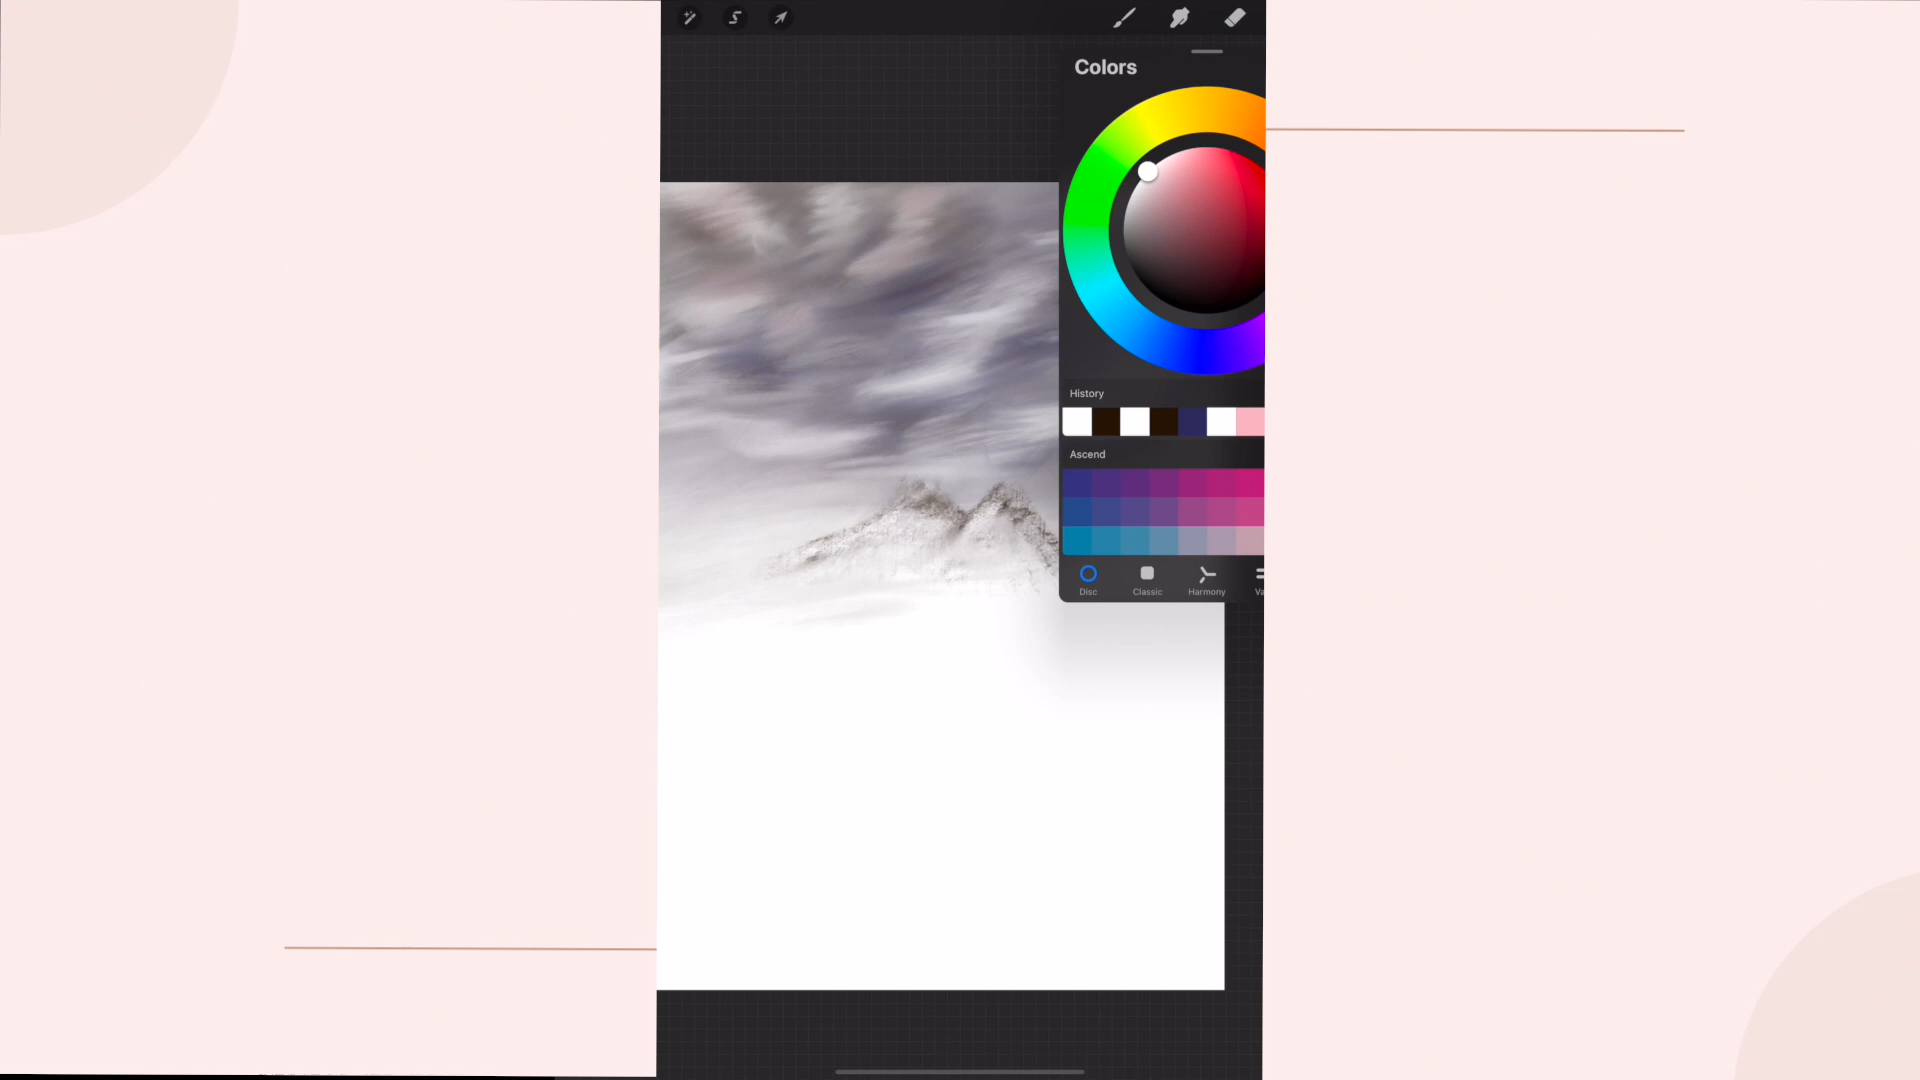 Colors
History
Ascend
Disc
Classic
Harmony